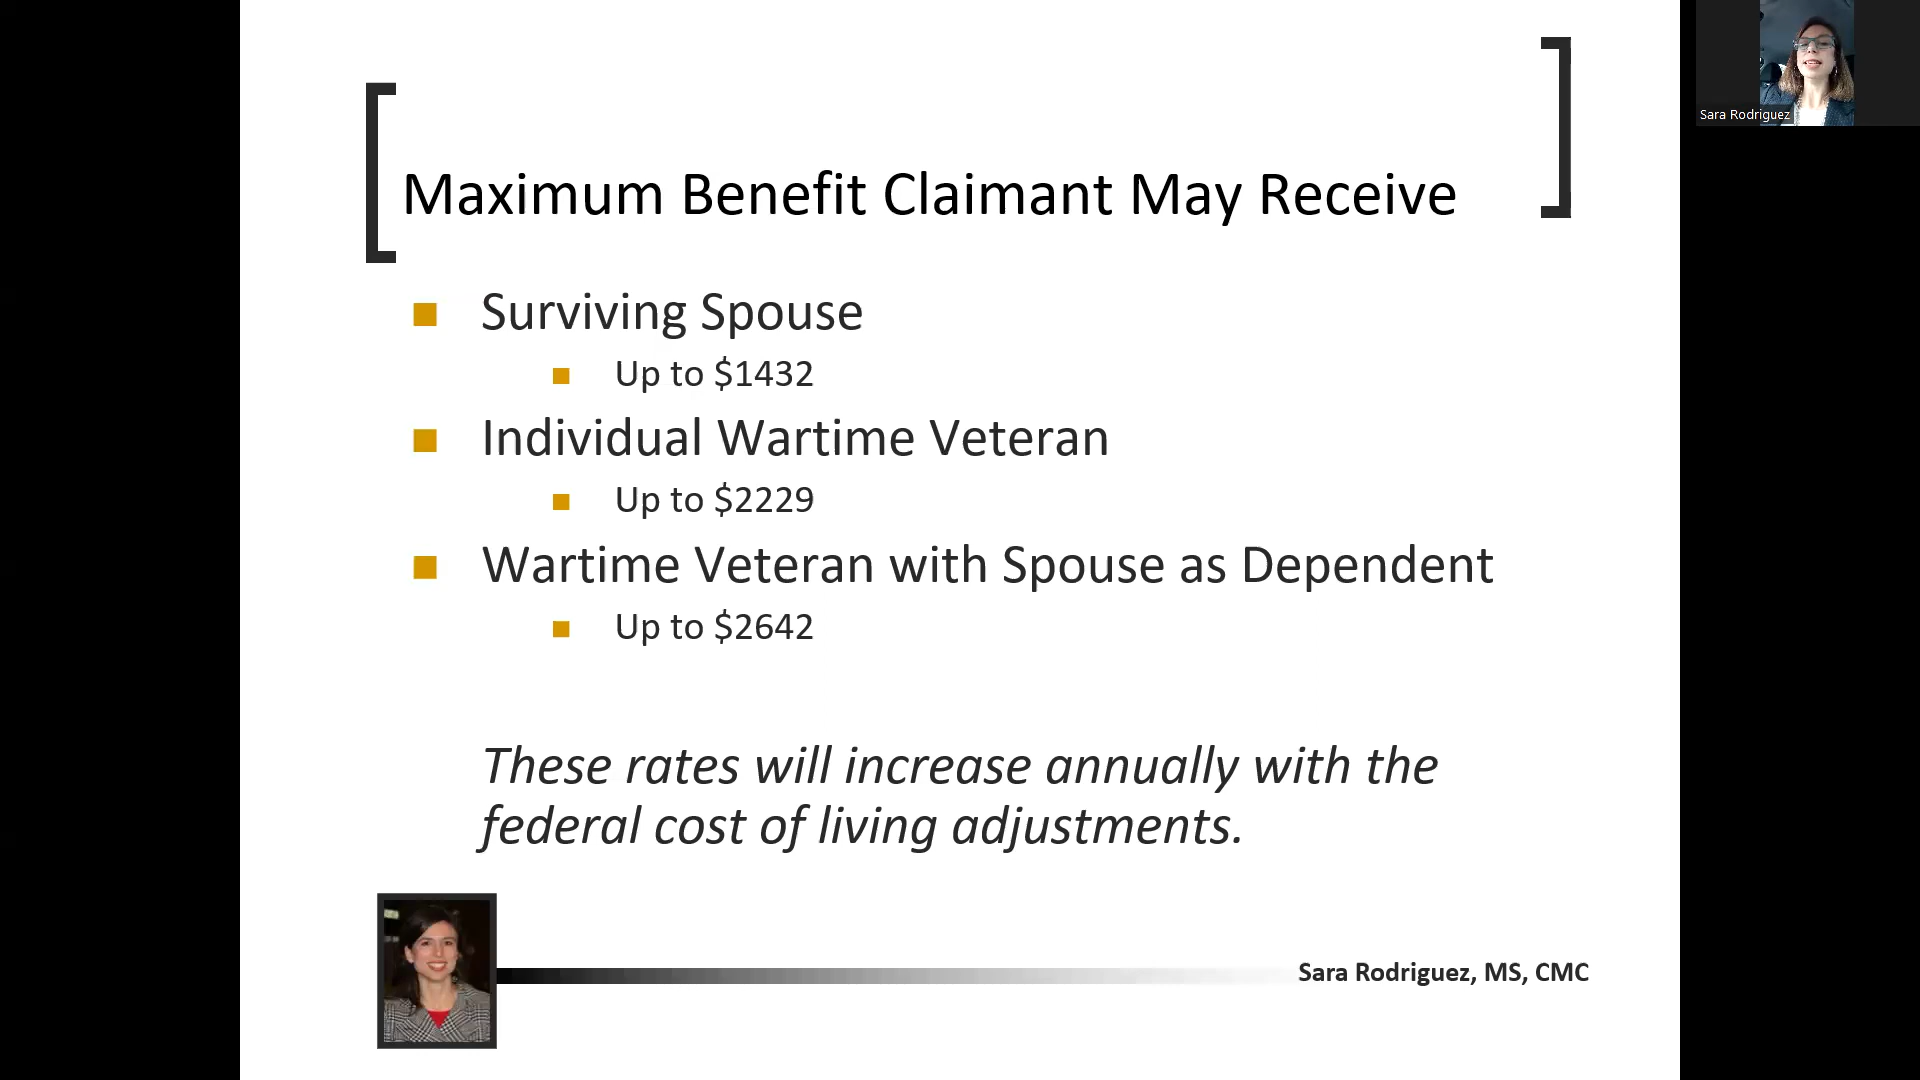 Sara Rodriguez
Maximum Benefit Claimant May Receive
Surviving Spouse
Up to $1432
Individual Wartime Veteran
Up to $2229
Wartime Veteran with Spouse as Dependent
Up to $2642
These rates will increase annually with the
federal cost of living adjustments.
Sara Rodriguez, MS, CMC